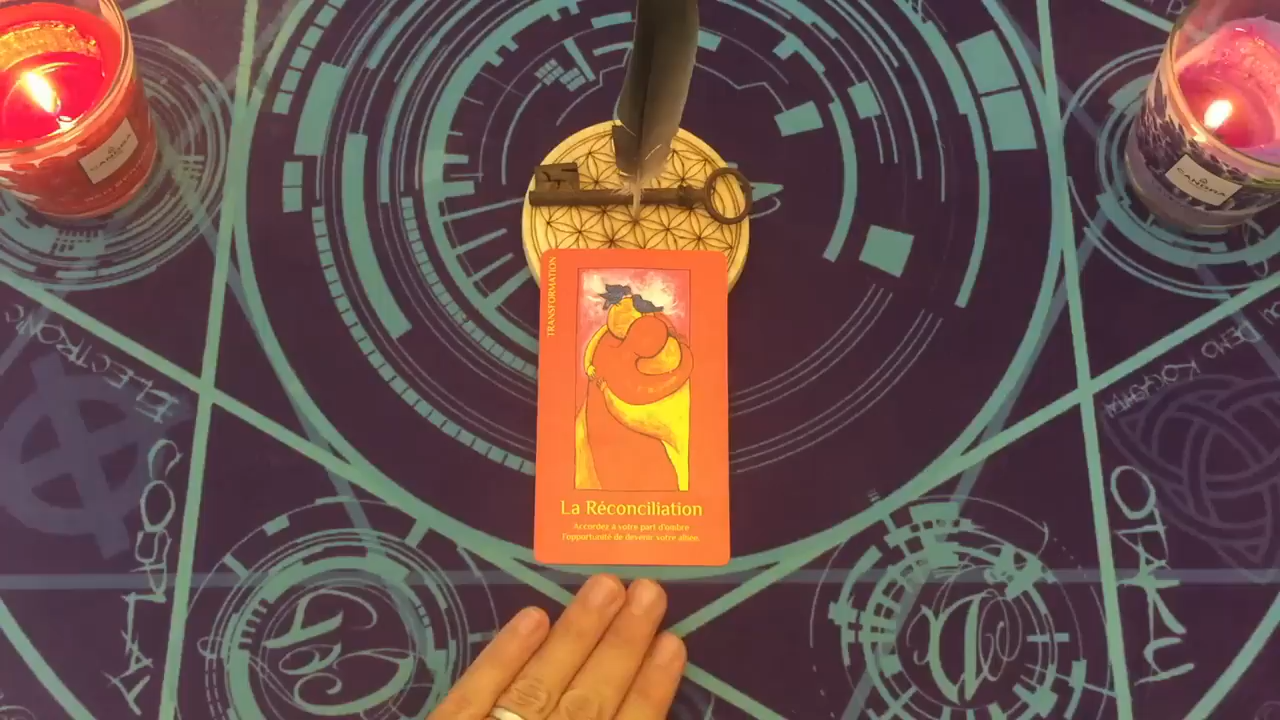 CANDRA
CANDRA
TRANSFORMATION
La Réconciliation
Accordez à votre part d'ombre
l'opportunité de devenir votre alliée.
ELECTRONIC
COSPLAY
OTAKU